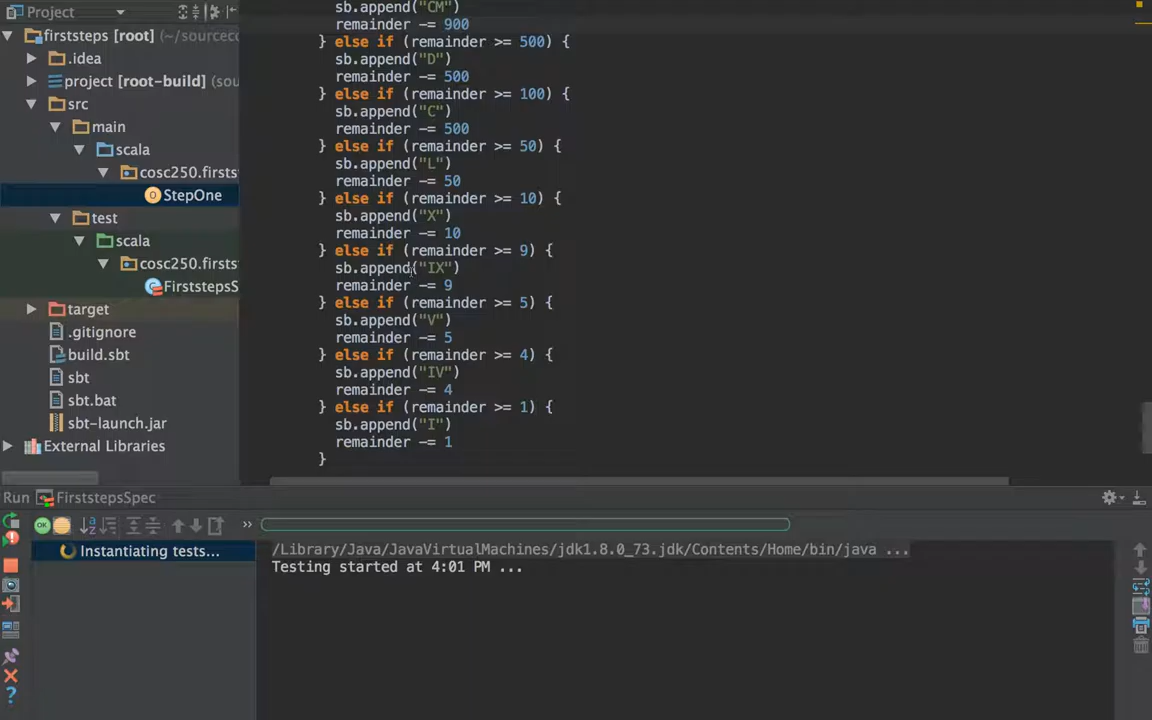 Project
firststeps [root] (~/sourcecc
.idea
project [root-build] (sou
src
main
scala
cosc250.firsts
StepOne
test
scala
cosc250.firsts
FirststepsS
target
.gitignore
build.sbt
sbt
sbt.bat
sbt-launch.jar
External Libraries
sb.append("CM")
remainder -= 900
} else if (remainder >= 500) {
sb.append("D")
remainder -= 500
} else if (remainder >= 100) {
sb.append("C")
remainder -= 500
} else if (remainder >= 50) {
sb.append("L")
remainder -= 50
} else if (remainder >= 10) {
sb.append("X")
remainder -= 10
} else if (remainder >= 9) {
sb.append("IX")
remainder -= 9
} else if (remainder >= 5) {
sb.append("V")
remainder -= 5
} else if (remainder >= 4) {
sb.append("IV")
remainder -= 4
} else if (remainder >= 1) {
sb.append("I")
remainder -= 1
}
Run FirststepsSpec
OK
Instantiating tests...
/Library/Java/JavaVirtualMachines/jdk1.8.0_73.jdk/Contents/Home/bin/java ...
Testing started at 4:01 PM ...